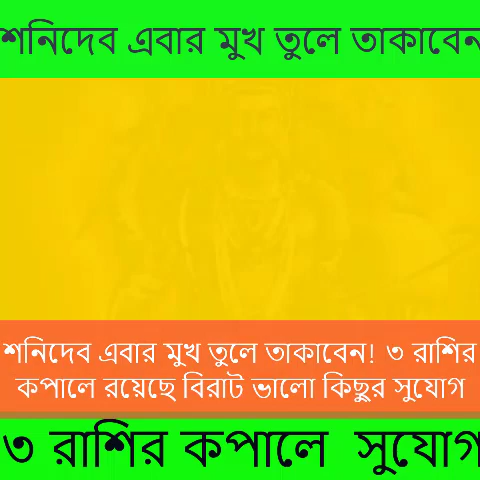 শনিদেব এবার মুখ তুলে তাকাবেন
শনিদেব এবার মুখ তুলে তাকাবেন! ৩ রাশির
কপালে রয়েছে বিরাট ভালো কিছুর সুযোগ
৩ রাশির কপালে সুযোগ